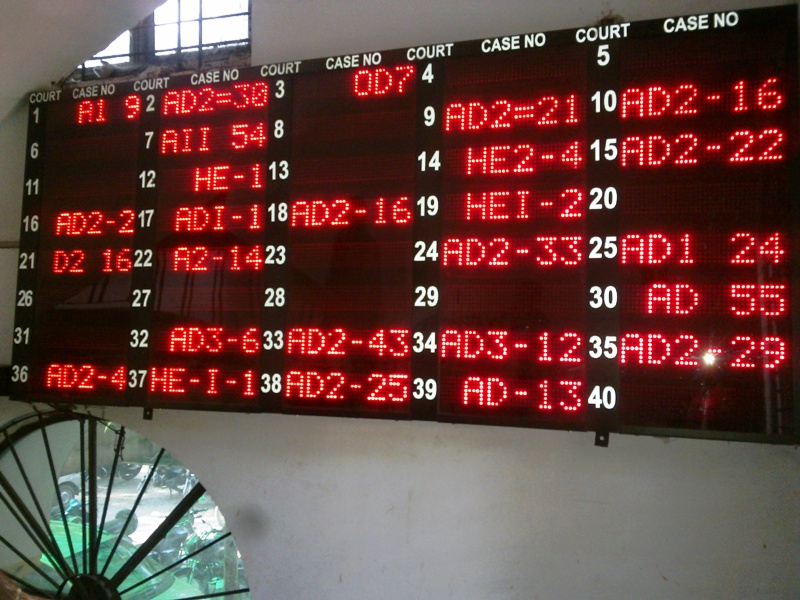 COURT CASE NO COURT CASE NO COURT CASE NO COURT CASE NO COURT CASE NO
1 A1 9 2 AD2=30 3 OD7 4 5
6 7 AII 54 8 9 AD2=21 10 AD2-16
11 12 HE-1 13 14 HE2-4 15 AD2-22
16 AD2-2 17 ADI-1 18 AD2-16 19 HEI-2 20
21 D2 16 22 A2-14 23 24 AD2-33 25 AD1 24
26 27 28 29 30 AD 55
31 32 AD3-6 33 AD2-43 34 AD3-12 35 AD2-29
36 AD2-4 37 HE-I-1 38 AD2-25 39 AD-13 40